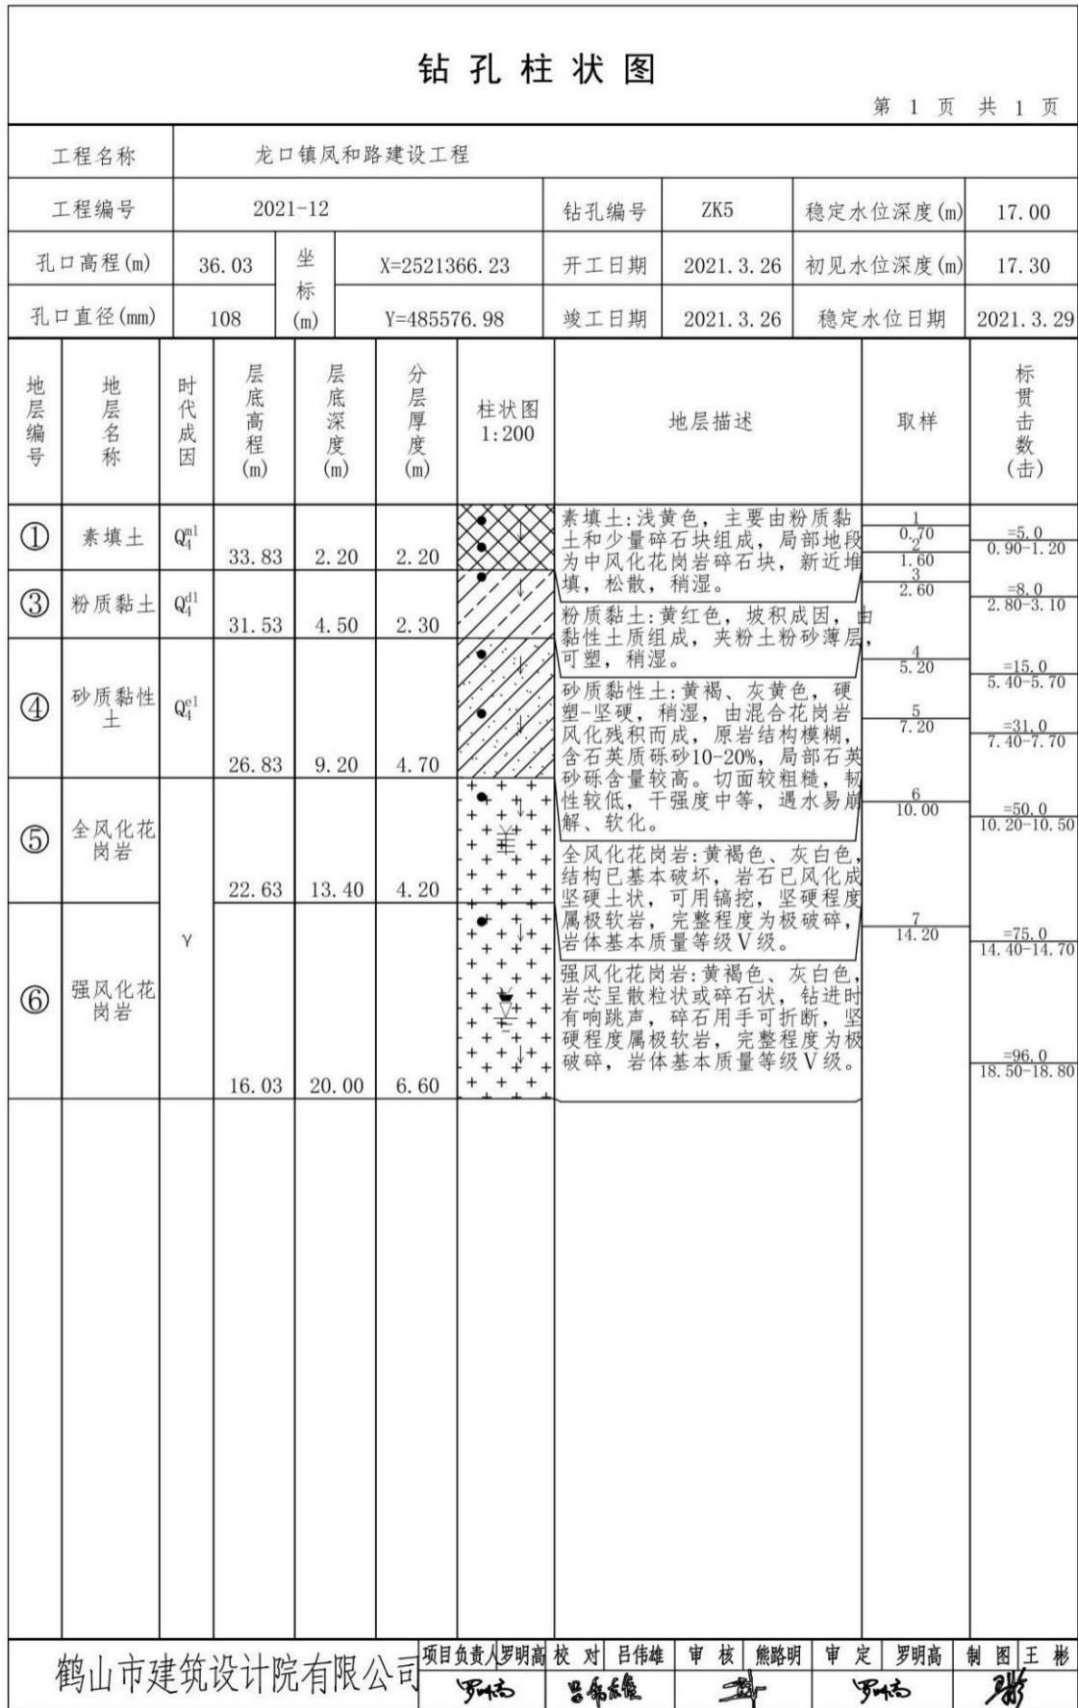 钻孔柱状图
第 1 页 共 1 页
工程名称 龙口镇凤和路建设工程
工程编号 2021-12 钻孔编号 ZK5 稳定水位深度(m) 17.00
孔口高程(m) 36.03 坐标(m) X=2521366.23 开工日期 2021.3.26 初见水位深度(m) 17.30
孔口直径(mm) 108 Y=485576.98 竣工日期 2021.3.26 稳定水位日期 2021.3.29
地层编号 地层名称 时代成因 层底高程(m) 层底深度(m) 分层厚度(m) 柱状图 1:200 地层描述 取样 标贯击数(击)
① 素填土 Q4ml 33.83 2.20 2.20
素填土:浅黄色，主要由粉质黏
土和少量碎石块组成，局部地段
为中风化花岗岩碎石块，新近堆
填，松散，稍湿。
1
0.70
2
1.60
=5.0
0.90-1.20
③ 粉质黏土 Q4dl 31.53 4.50 2.30
粉质黏土:黄红色，坡积成因，由
黏性土质组成，夹粉土粉砂薄层，
可塑，稍湿。
3
2.60
=8.0
2.80-3.10
④ 砂质黏性土 Q4el 26.83 9.20 4.70
砂质黏性土:黄褐、灰黄色，硬
塑-坚硬，稍湿，由混合花岗岩
风化残积而成，原岩结构模糊，
含石英质砾砂10-20%，局部石英
砂砾含量较高。切面较粗糙，韧
性较低，干强度中等，遇水易崩
解、软化。
4
5.20
=15.0
5.40-5.70
5
7.20
=31.0
7.40-7.70
⑤ 全风化花岗岩 γ 22.63 13.40 4.20
全风化花岗岩:黄褐色、灰白色，
结构已基本破坏，岩石已风化成
坚硬土状，可用镐挖，坚硬程度
属极软岩，完整程度为极破碎，
岩体基本质量等级Ⅴ级。
6
10.00
=50.0
10.20-10.50
⑥ 强风化花岗岩 16.03 20.00 6.60
强风化花岗岩:黄褐色、灰白色，
岩芯呈散粒状或碎石状，钻进时
有响跳声，碎石用手可折断，坚
硬程度属极软岩，完整程度为极
破碎，岩体基本质量等级Ⅴ级。
7
14.20
=75.0
14.40-14.70
=96.0
18.50-18.80
鹤山市建筑设计院有限公司 项目负责人 罗明高 校 对 吕伟雄 审 核 熊路明 审 定 罗明高 制 图 王 彬
罗明高 吕伟雄 罗明高